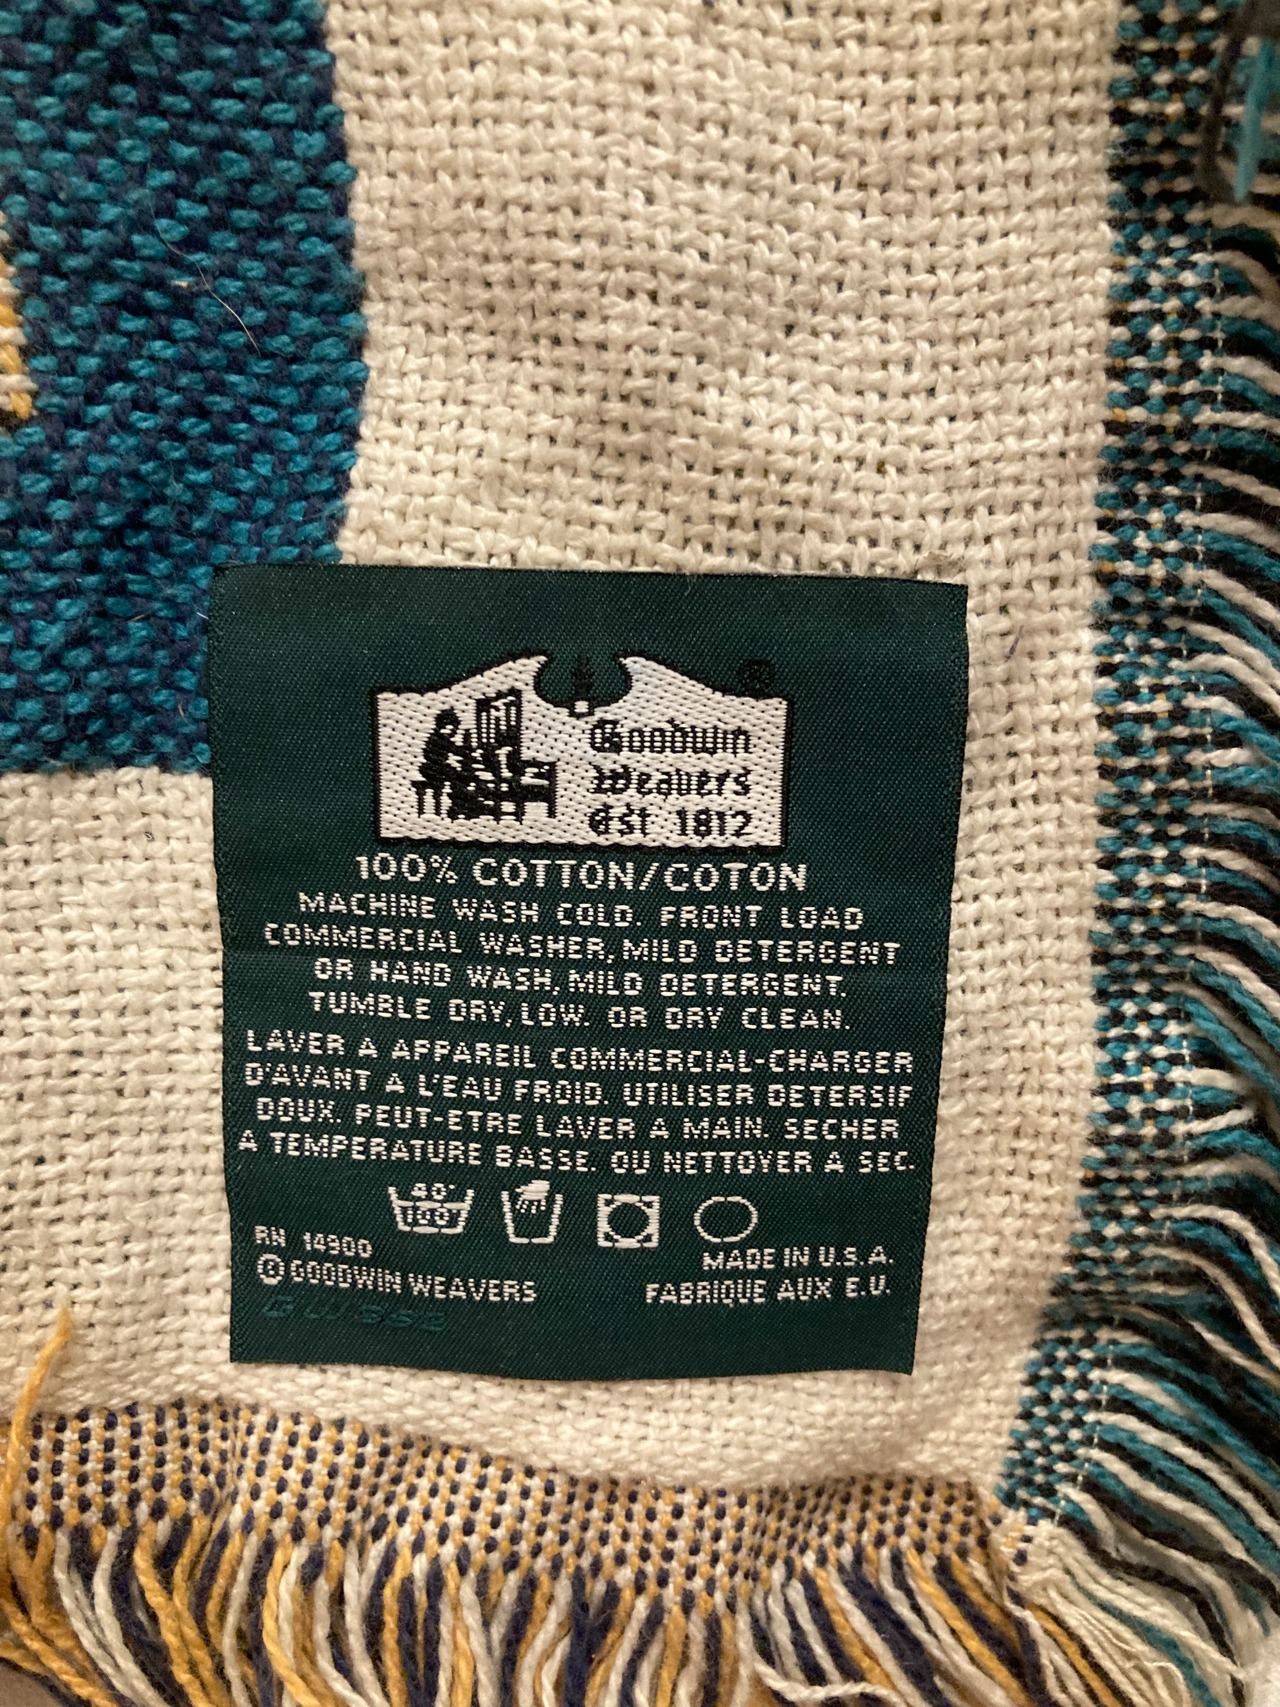 ®
Goodwin
Weavers
Est 1812
100% COTTON/COTON
MACHINE WASH COLD. FRONT LOAD
COMMERCIAL WASHER, MILD DETERGENT
OR HAND WASH, MILD DETERGENT.
TUMBLE DRY, LOW. OR DRY CLEAN.
LAVER A APPAREIL COMMERCIAL-CHARGER
D'AVANT A L'EAU FROID. UTILISER DETERSIF
DOUX. PEUT-ETRE LAVER A MAIN. SECHER
A TEMPERATURE BASSE. OU NETTOYER A SEC.
40°
RN 14900
MADE IN U.S.A.
© GOODWIN WEAVERS
FABRIQUE AUX E.U.